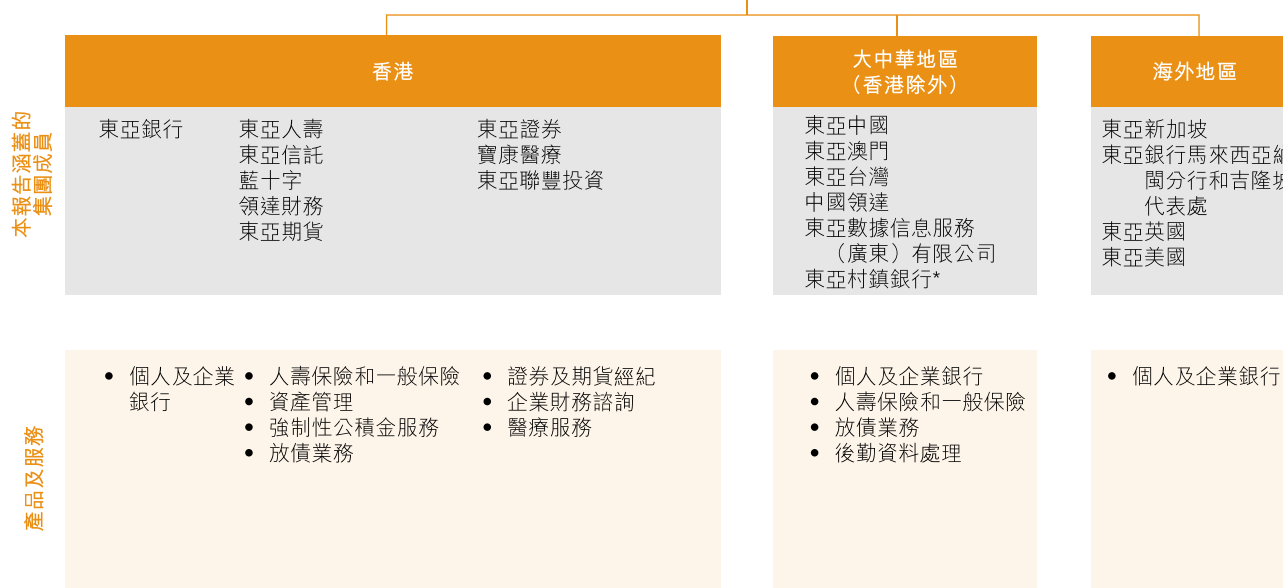 香港
大中華地區
（香港除外）
海外地區
本報告涵蓋的
集團成員
東亞銀行
東亞人壽
東亞信託
藍十字
領達財務
東亞期貨
東亞證券
寶康醫療
東亞聯豐投資
東亞中國
東亞澳門
東亞台灣
中國領達
東亞數據信息服務
（廣東）有限公司
東亞村鎮銀行*
東亞新加坡
東亞銀行馬來西亞納
閩分行和吉隆坡
代表處
東亞英國
東亞美國
產品及服務
• 個人及企業
銀行
• 人壽保險和一般保險
• 資產管理
• 強制性公積金服務
• 放債業務
• 證券及期貨經紀
• 企業財務諮詢
• 醫療服務
• 個人及企業銀行
• 人壽保險和一般保險
• 放債業務
• 後勤資料處理
• 個人及企業銀行